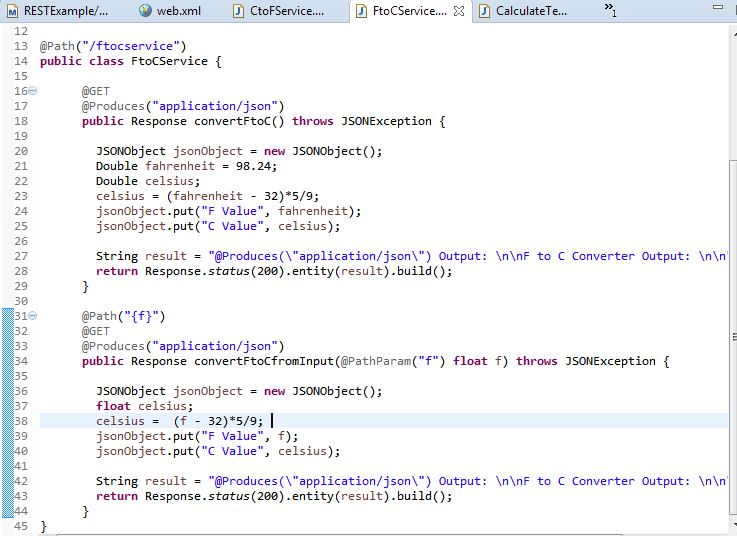 RESTExample/... web.xml CtoFService.... FtoCService.... CalculateTe... »1
12
13 @Path("/ftocservice")
14 public class FtoCService {
15
16 @GET
17 @Produces("application/json")
18 public Response convertFtoC() throws JSONException {
19
20 JSONObject jsonObject = new JSONObject();
21 Double fahrenheit = 98.24;
22 Double celsius;
23 celsius = (fahrenheit - 32)*5/9;
24 jsonObject.put("F Value", fahrenheit);
25 jsonObject.put("C Value", celsius);
26
27 String result = "@Produces(\"application/json\") Output: \n\nF to C Converter Output: \n\n
28 return Response.status(200).entity(result).build();
29 }
30
31 @Path("{f}")
32 @GET
33 @Produces("application/json")
34 public Response convertFtoCfromInput(@PathParam("f") float f) throws JSONException {
35
36 JSONObject jsonObject = new JSONObject();
37 float celsius;
38 celsius = (f - 32)*5/9;
39 jsonObject.put("F Value", f);
40 jsonObject.put("C Value", celsius);
41
42 String result = "@Produces(\"application/json\") Output: \n\nF to C Converter Output: \n\n
43 return Response.status(200).entity(result).build();
44 }
45 }